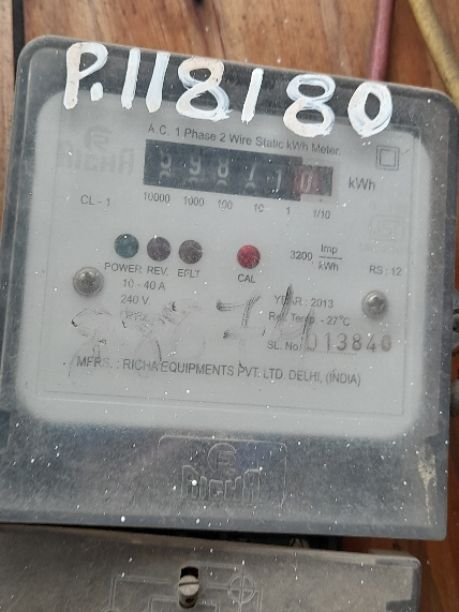 P.118180
A.C. 1 Phase 2 Wire Static kWh Meter.
RICHA
kWh
CL - 1
10000 1000 100 10 1 1/10
POWER REV. EFLT
CAL
3200 Imp/kWh
RS : 12
10 - 40 A
240 V.
YEAR : 2013
Ref. Temp. - 27°C
SL. No. 013840
MFRS. : RICHA EQUIPMENTS PVT. LTD. DELHI, (INDIA)
RICHA